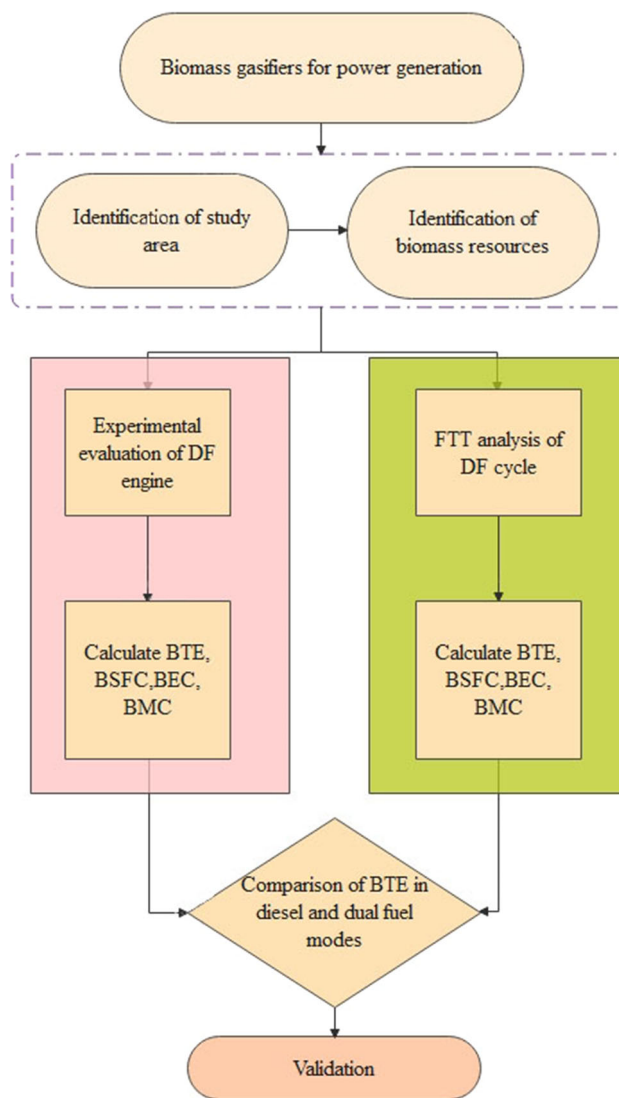 Biomass gasifiers for power generation
Identification of study
area
Identification of
biomass resources
Experimental
evaluation of DF
engine
FTT analysis of
DF cycle
Calculate BTE,
BSFC,BEC,
BMC
Calculate BTE,
BSFC,BEC,
BMC
Comparison of BTE in
diesel and dual fuel
modes
Validation